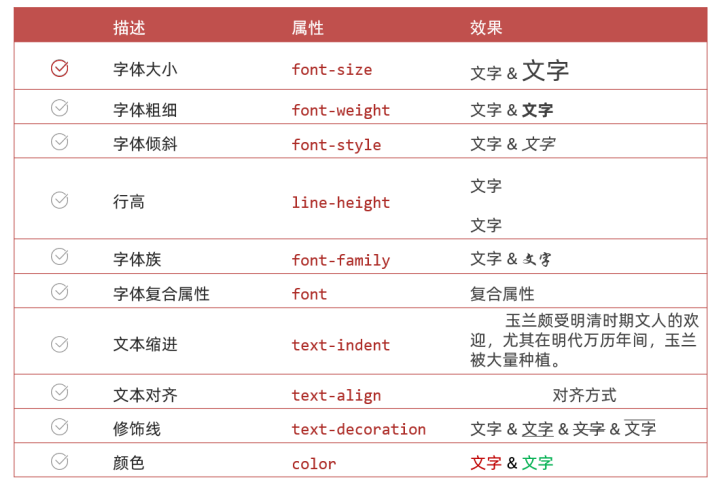 描述 属性 效果
字体大小 font-size 文字 & 文字
字体粗细 font-weight 文字 & 文字
字体倾斜 font-style 文字 & 文字
行高 line-height 文字
文字
字体族 font-family 文字 & 文字
字体复合属性 font 复合属性
文本缩进 text-indent 玉兰颇受明清时期文人的欢
迎，尤其在明代万历年间，玉兰
被大量种植。
文本对齐 text-align 对齐方式
修饰线 text-decoration 文字 & 文字 & 文字 & 文字
颜色 color 文字 & 文字